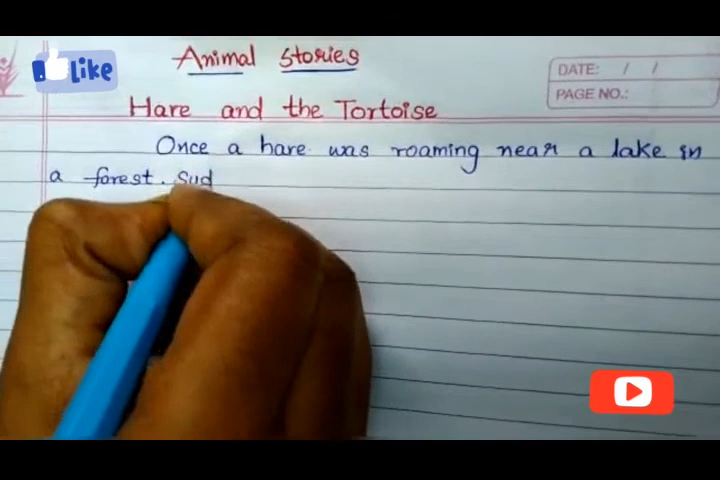 Like
Animal Stories
DATE: / /
PAGE NO.:
Hare and the Tortoise
Once a hare was roaming near a lake in
a forest. Sud